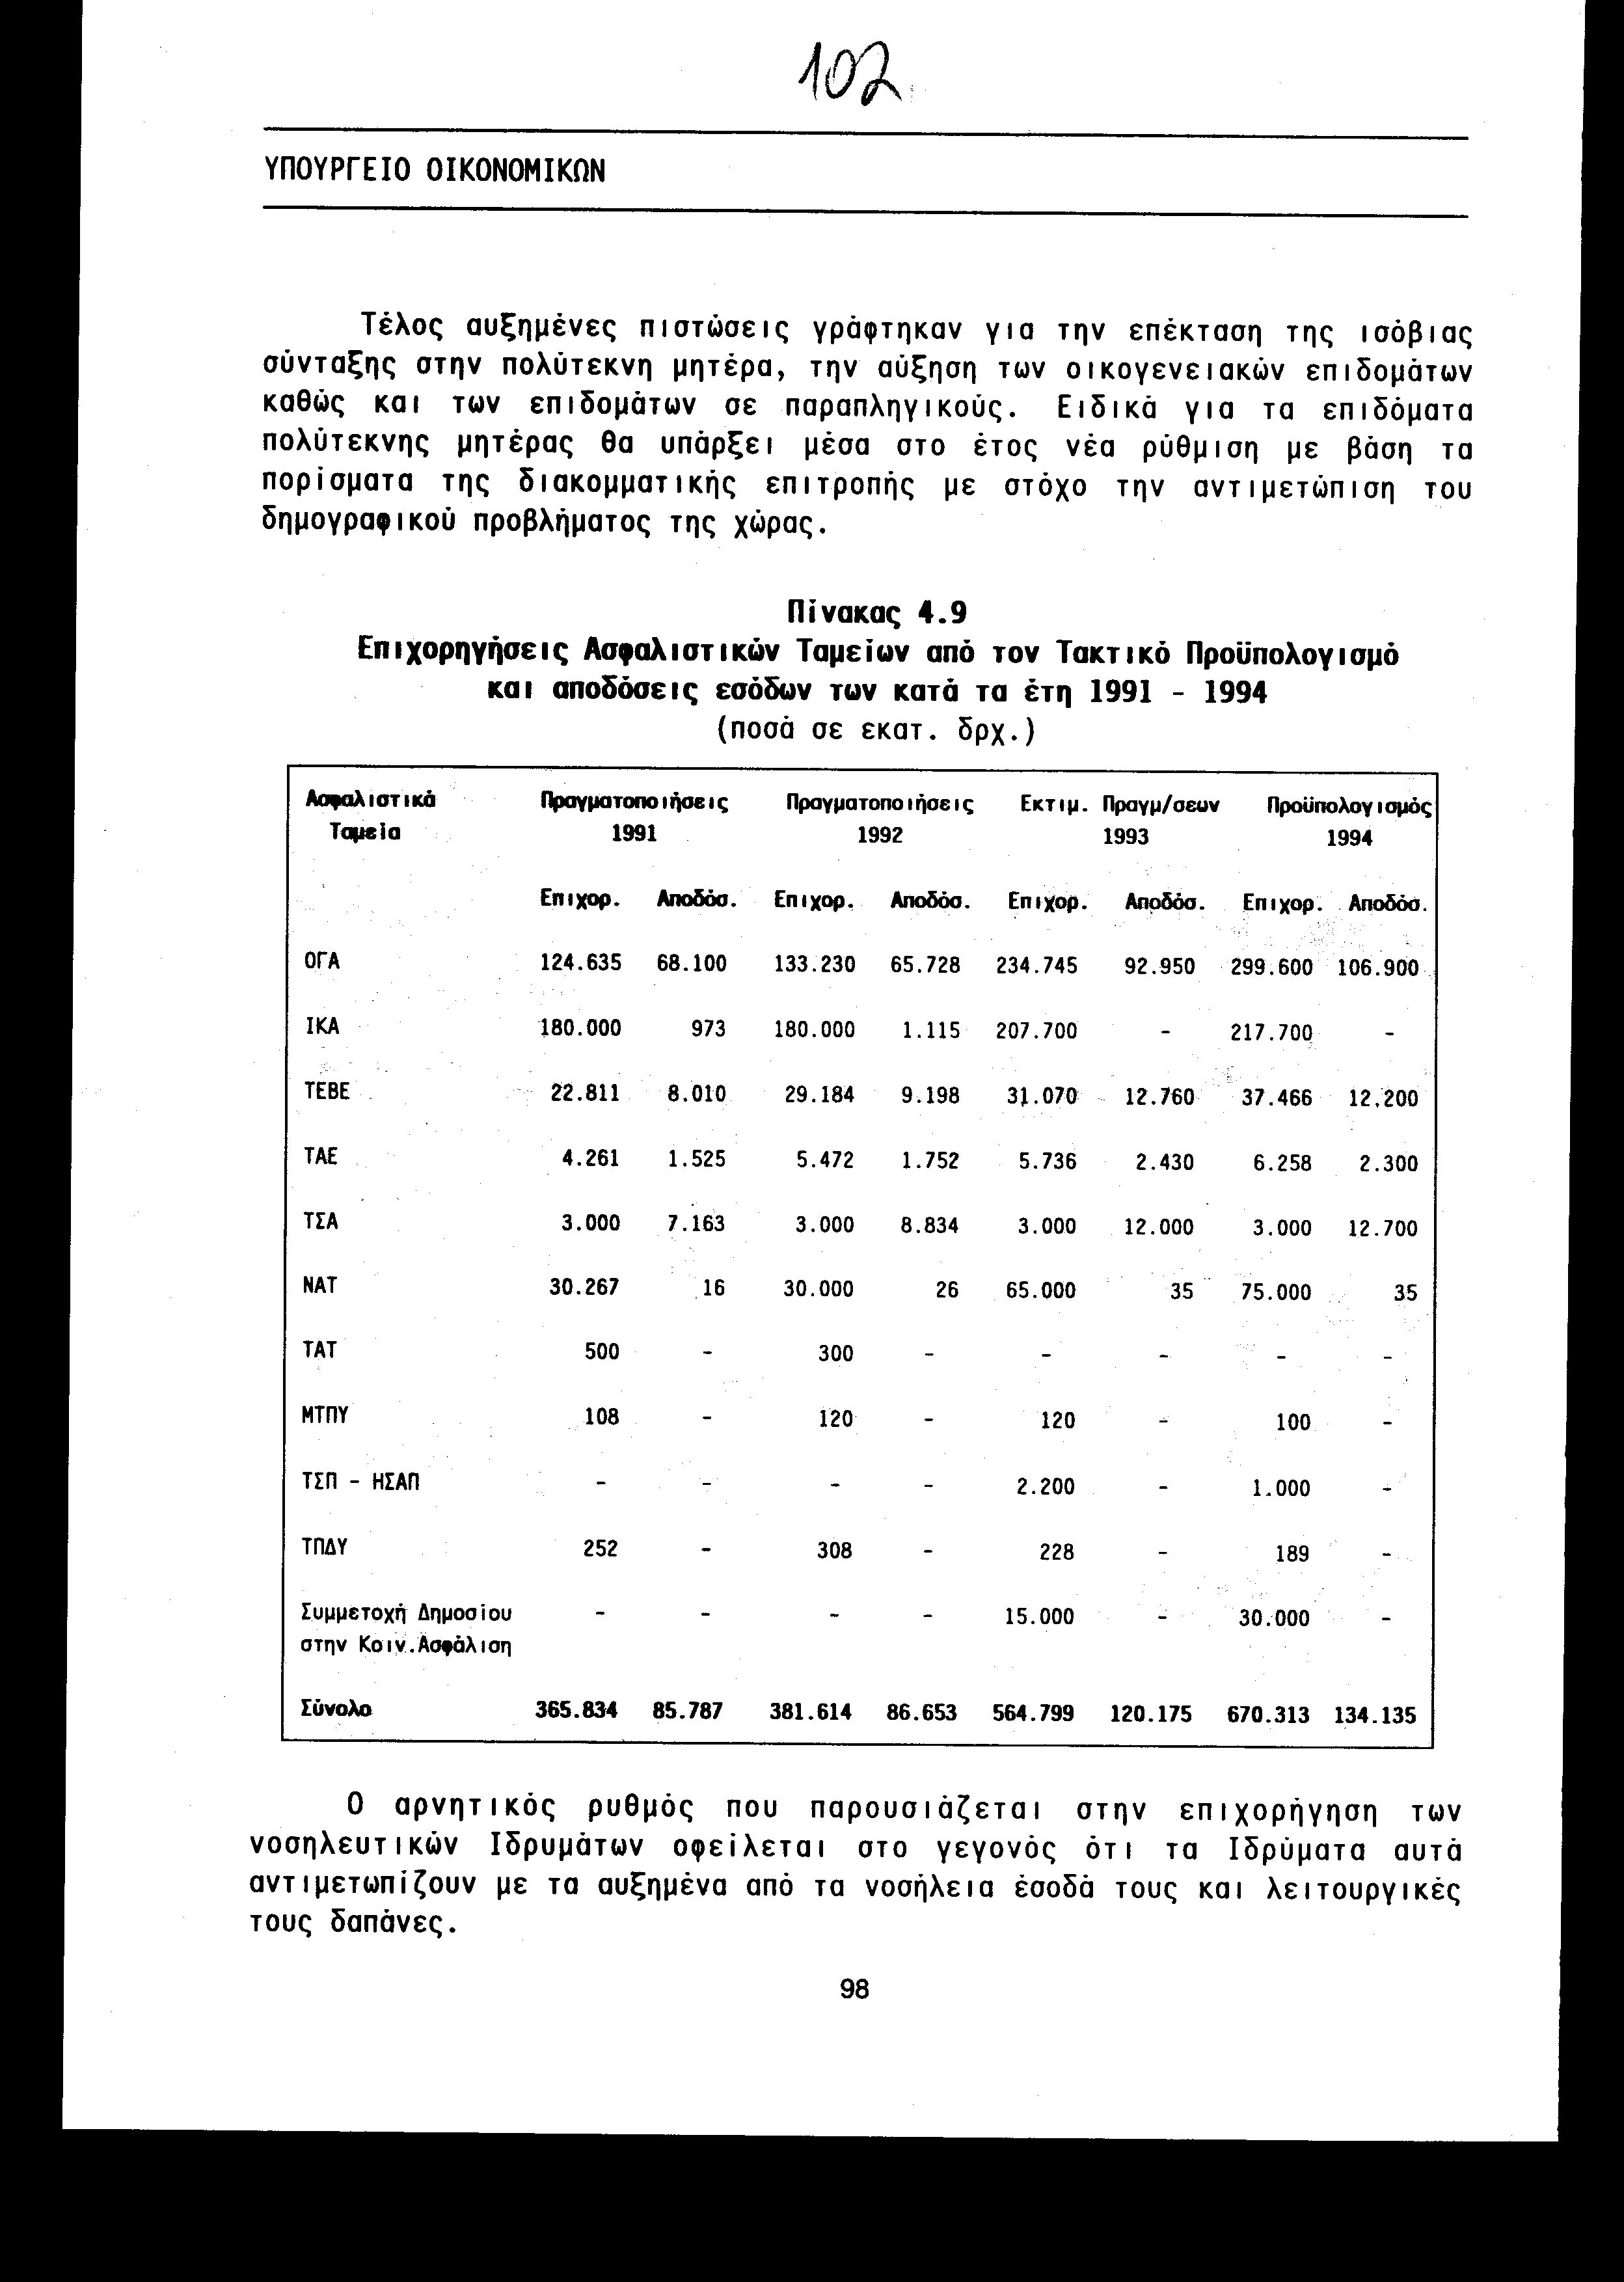 102
ΥΠΟΥΡΓΕΙΟ ΟΙΚΟΝΟΜΙΚΩΝ
Τέλος αυξημένες πιστώσεις γράφτηκαν για την επέκταση της ισόβιας
σύνταξης στην πολύτεκνη μητέρα, την αύξηση των οικογενειακών επιδομάτων
καθώς και των επιδομάτων σε παραπληγικούς. Ειδικά για τα επιδόματα
πολύτεκνης μητέρας θα υπάρξει μέσα στο έτος νέα ρύθμιση με βάση τα
πορίσματα της διακομματικής επιτροπής με στόχο την αντιμετώπιση του
δημογραφικού προβλήματος της χώρας.
Πίνακας 4.9
Επιχορηγήσεις Ασφαλιστικών Ταμείων από τον Τακτικό Προϋπολογισμό
και αποδόσεις εσόδων των κατά τα έτη 1991 - 1994
(ποσά σε εκατ. δρχ.)
Ασφαλιστικά Πραγματοποιήσεις Πραγματοποιήσεις Εκτιμ. Πραγμ/σεων Προϋπολογισμός
Ταμεία 1991 1992 1993 1994
Επιχορ. Αποδόσ. Επιχορ. Αποδόσ. Επιχορ. Αποδόσ. Επιχορ. Αποδόσ.
ΟΓΑ 124.635 68.100 133.230 65.728 234.745 92.950 299.600 106.900
ΙΚΑ 180.000 973 180.000 1.115 207.700 - 217.700 -
ΤΕΒΕ 22.811 8.010 29.184 9.198 31.070 12.760 37.466 12.200
ΤΑΕ 4.261 1.525 5.472 1.752 5.736 2.430 6.258 2.300
ΤΣΑ 3.000 7.163 3.000 8.834 3.000 12.000 3.000 12.700
ΝΑΤ 30.267 16 30.000 26 65.000 35 75.000 35
ΤΑΤ 500 - 300 - - - - -
ΜΤΠΥ 108 - 120 - 120 - 100 -
ΤΣΠ - ΗΣΑΠ - - - - 2.200 - 1.000 -
ΤΠΔΥ 252 - 308 - 228 - 189 -
Συμμετοχή Δημοσίου - - - - 15.000 - 30.000 -
στην Κοιν.Ασφάλιση
Σύνολο 365.834 85.787 381.614 86.653 564.799 120.175 670.313 134.135
Ο αρνητικός ρυθμός που παρουσιάζεται στην επιχορήγηση των
νοσηλευτικών Ιδρυμάτων οφείλεται στο γεγονός ότι τα Ιδρύματα αυτά
αντιμετωπίζουν με τα αυξημένα από τα νοσήλεια έσοδά τους και λειτουργικές
τους δαπάνες.
98